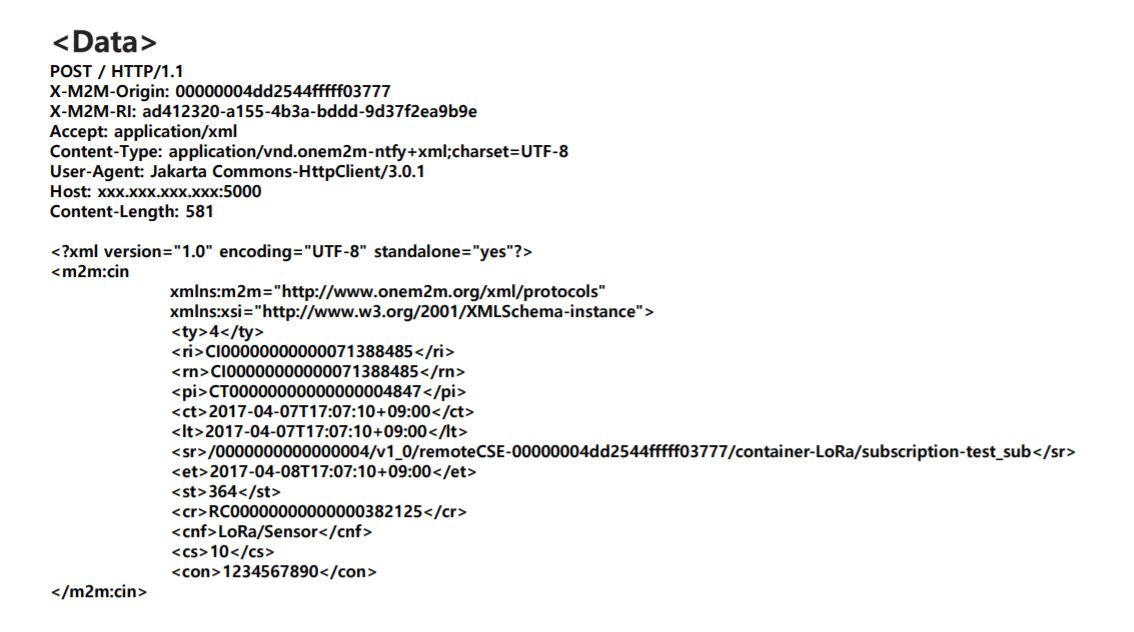 <Data>
POST / HTTP/1.1
X-M2M-Origin: 00000004dd2544fffff03777
X-M2M-RI: ad412320-a155-4b3a-bddd-9d37f2ea9b9e
Accept: application/xml
Content-Type: application/vnd.onem2m-ntfy+xml;charset=UTF-8
User-Agent: Jakarta Commons-HttpClient/3.0.1
Host: xxx.xxx.xxx.xxx:5000
Content-Length: 581
<?xml version="1.0" encoding="UTF-8" standalone="yes"?>
<m2m:cin
xmlns:m2m="http://www.onem2m.org/xml/protocols"
xmlns:xsi="http://www.w3.org/2001/XMLSchema-instance">
<ty>4</ty>
<ri>CI00000000000071388485</ri>
<rn>CI00000000000071388485</rn>
<pi>CT00000000000000004847</pi>
<ct>2017-04-07T17:07:10+09:00</ct>
<lt>2017-04-07T17:07:10+09:00</lt>
<sr>/0000000000000004/v1_0/remoteCSE-00000004dd2544fffff03777/container-LoRa/subscription-test_sub</sr>
<et>2017-04-08T17:07:10+09:00</et>
<st>364</st>
<cr>RC00000000000000382125</cr>
<cnf>LoRa/Sensor</cnf>
<cs>10</cs>
<con>1234567890</con>
</m2m:cin>